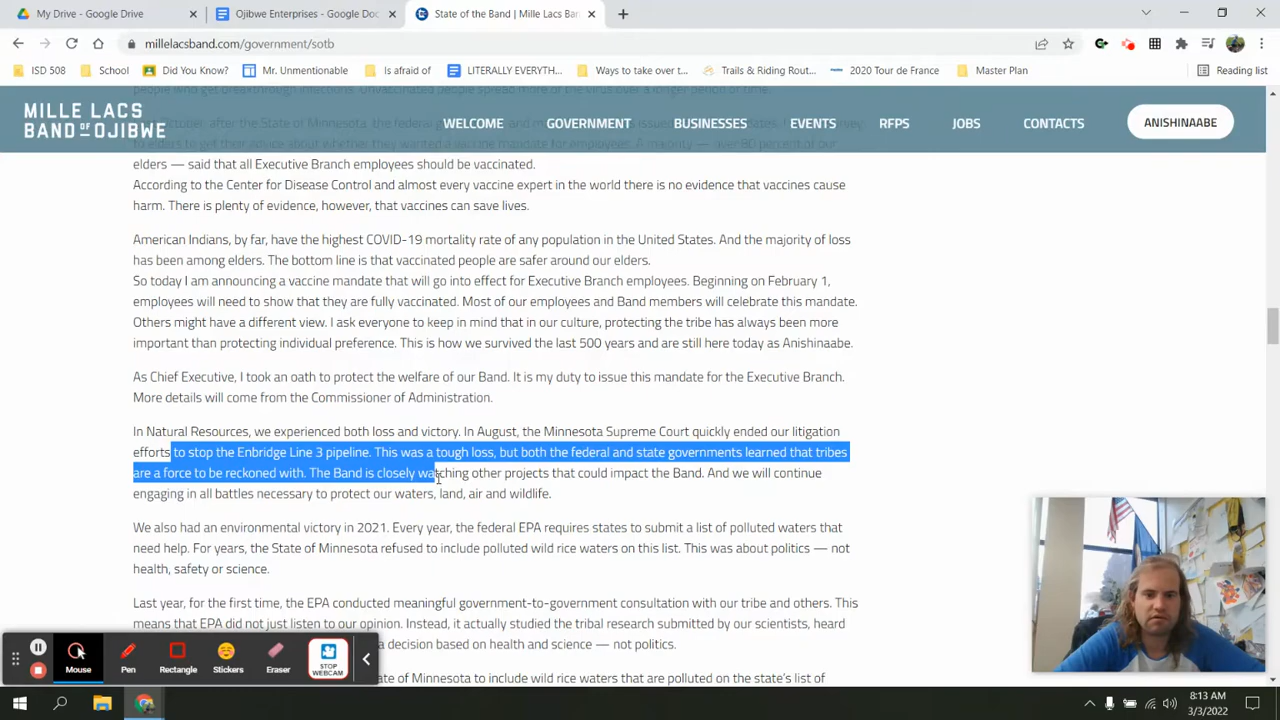 My Drive - Google Drive
Ojibwe Enterprises - Google Doc
State of the Band | Mille Lacs Ban
millelacsband.com/government/sotb
ISD 508
School
Did You Know?
Mr. Unmentionable
Is afraid of
LITERALLY EVERYTH...
Ways to take over t...
Trails & Riding Rout...
2020 Tour de France
Master Plan
Reading list
MILLE LACS
BAND OF OJIBWE
WELCOME
GOVERNMENT
BUSINESSES
EVENTS
RFPS
JOBS
CONTACTS
ANISHINAABE
people who get breakthrough infections. Unvaccinated people spread more of the virus over a longer period of time.
after the State of Minnesota, the federal
to elders to get their advice about whether they wanted a vaccine mandate for employees. A majority — over 80 percent of our
elders — said that all Executive Branch employees should be vaccinated.
According to the Center for Disease Control and almost every vaccine expert in the world there is no evidence that vaccines cause
harm. There is plenty of evidence, however, that vaccines can save lives.
American Indians, by far, have the highest COVID-19 mortality rate of any population in the United States. And the majority of loss
has been among elders. The bottom line is that vaccinated people are safer around our elders.
So today I am announcing a vaccine mandate that will go into effect for Executive Branch employees. Beginning on February 1,
employees will need to show that they are fully vaccinated. Most of our employees and Band members will celebrate this mandate.
Others might have a different view. I ask everyone to keep in mind that in our culture, protecting the tribe has always been more
important than protecting individual preference. This is how we survived the last 500 years and are still here today as Anishinaabe.
As Chief Executive, I took an oath to protect the welfare of our Band. It is my duty to issue this mandate for the Executive Branch.
More details will come from the Commissioner of Administration.
In Natural Resources, we experienced both loss and victory. In August, the Minnesota Supreme Court quickly ended our litigation
efforts to stop the Enbridge Line 3 pipeline. This was a tough loss, but both the federal and state governments learned that tribes
are a force to be reckoned with. The Band is closely watching other projects that could impact the Band. And we will continue
engaging in all battles necessary to protect our waters, land, air and wildlife.
We also had an environmental victory in 2021. Every year, the federal EPA requires states to submit a list of polluted waters that
need help. For years, the State of Minnesota refused to include polluted wild rice waters on this list. This was about politics — not
health, safety or science.
Last year, for the first time, the EPA conducted meaningful government-to-government consultation with our tribe and others. This
means that EPA did not just listen to our opinion. Instead, it actually studied the tribal research submitted by our scientists, heard
a decision based on health and science — not politics.
ate of Minnesota to include wild rice waters that are polluted on the state's list of
Mouse
Pen
Rectangle
Stickers
Eraser
STOP
WEBCAM
8:13 AM
3/3/2022